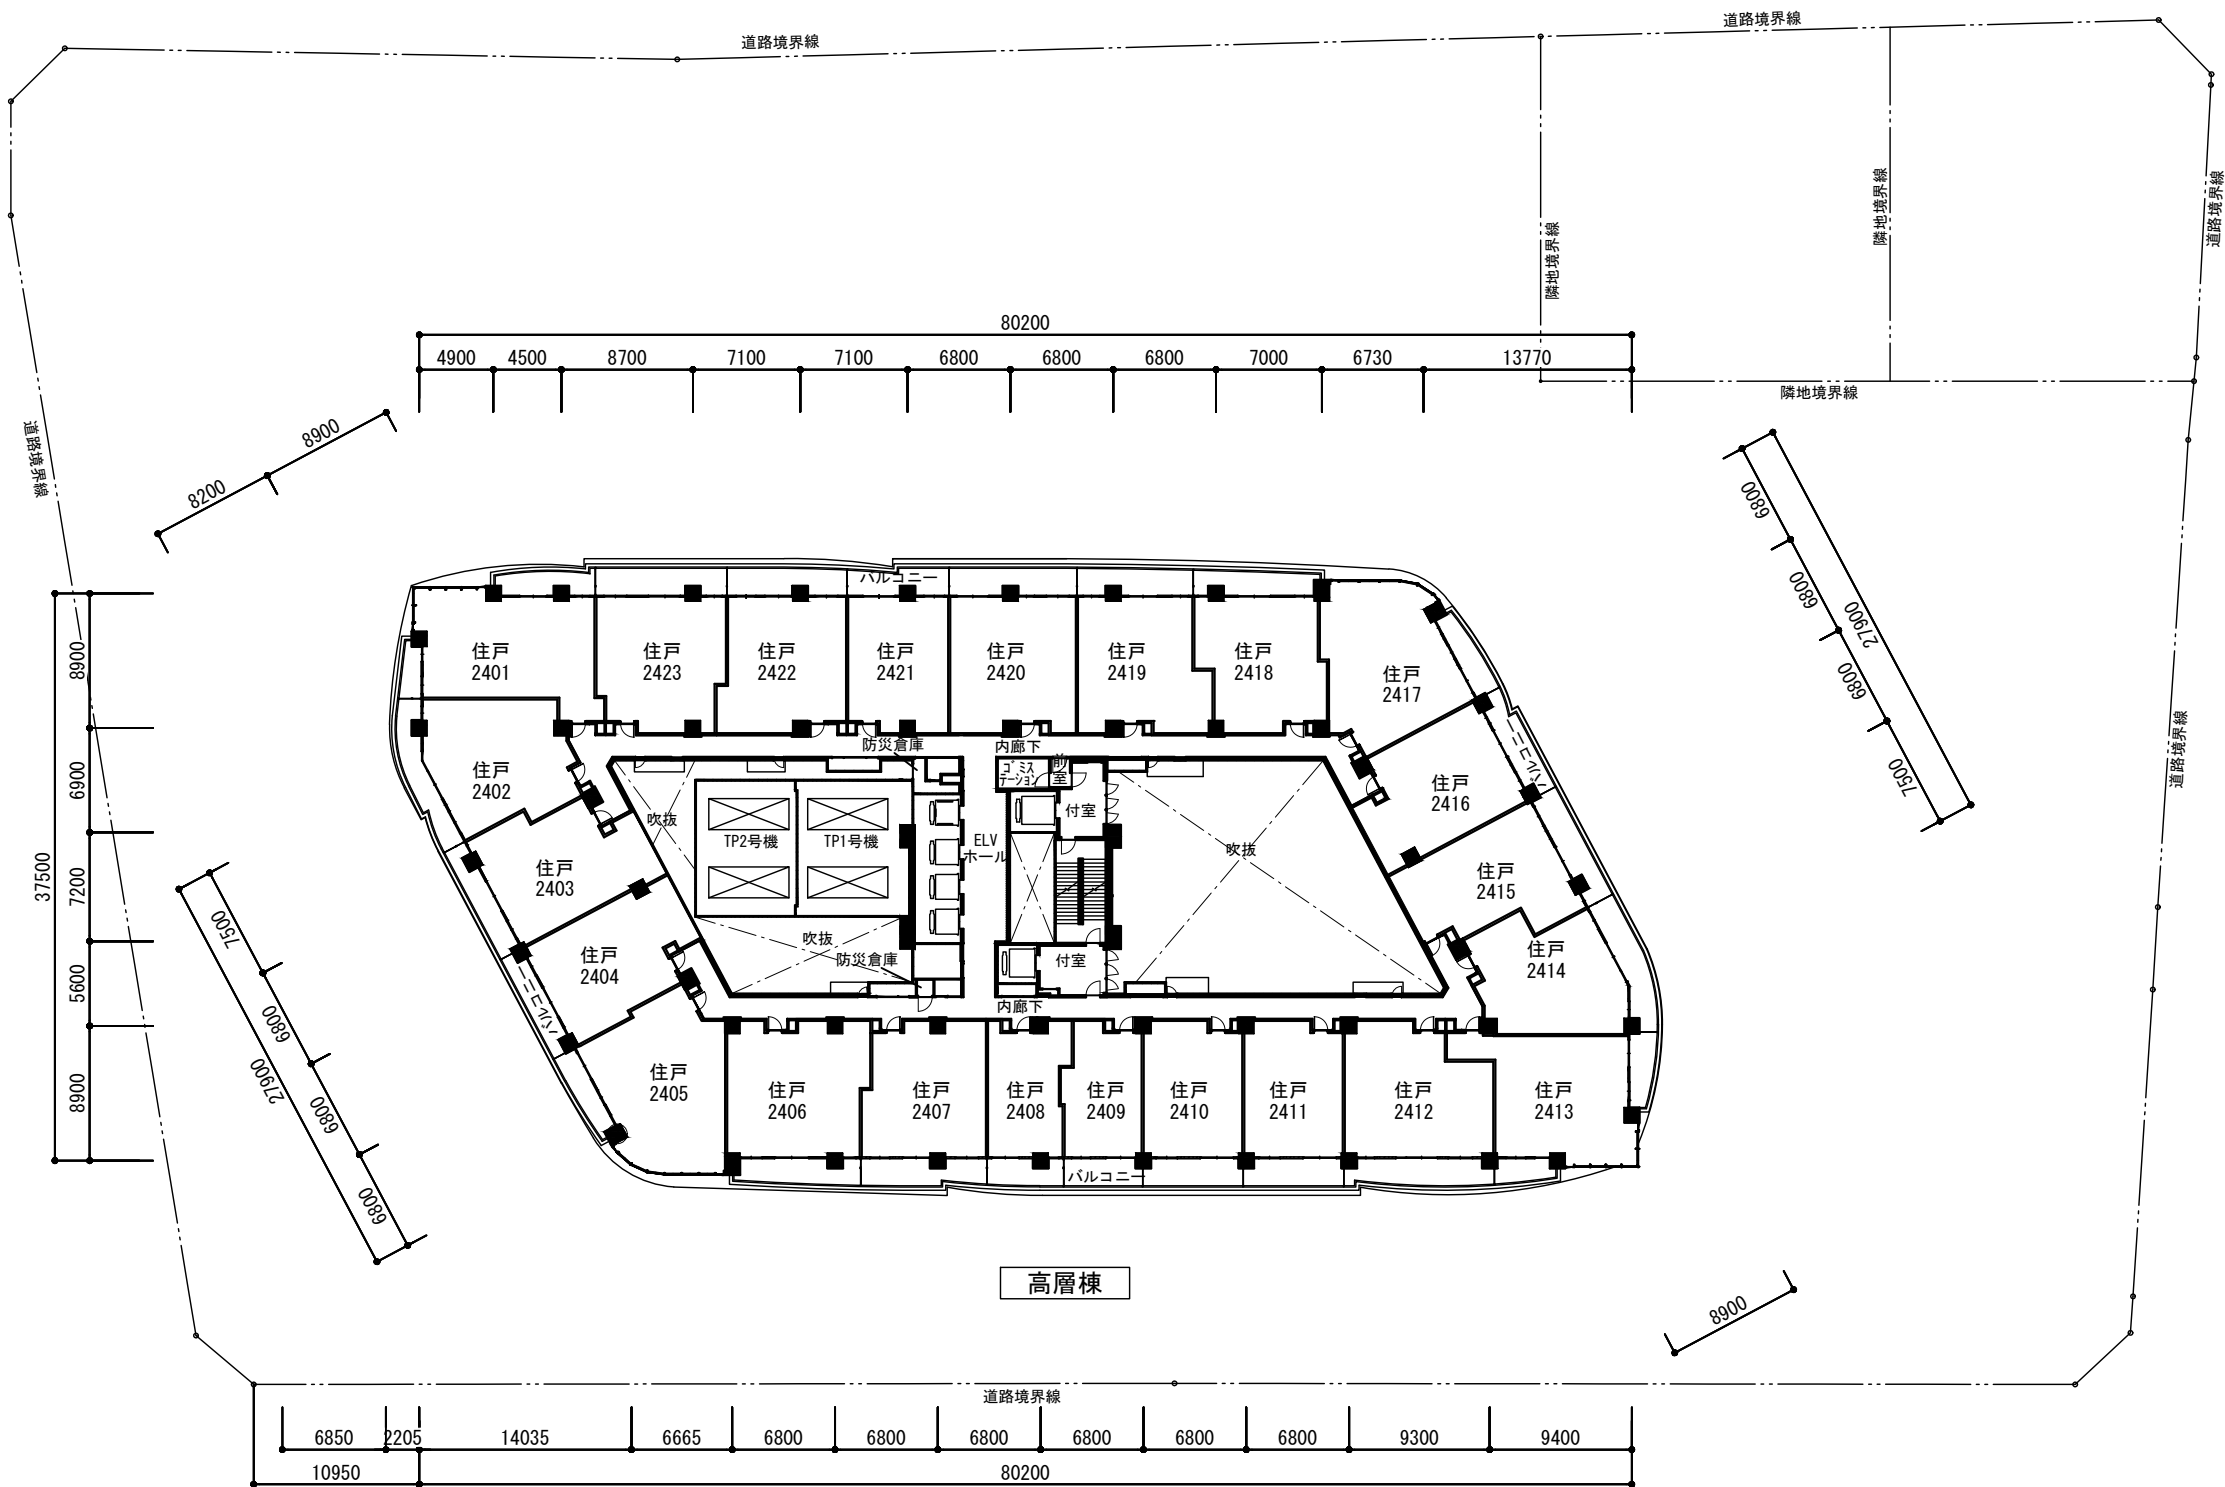 道路境界線
道路境界線
道路境界線
道路境界線
隣地境界線
隣地境界線
隣地境界線
道路境界線
80200
4900 4500 8700 7100 7100 6800 6800 6800 7000 6730 13770
8200 8900
37500
8900
6900
7200
5600
8900
27900
7500
6800
6800
6800
27900
6800
6800
6800
7500
8900
バルコニー
住戸
2401
住戸
2423
住戸
2422
住戸
2421
住戸
2420
住戸
2419
住戸
2418
住戸
2417
住戸
2402
住戸
2416
住戸
2403
住戸
2415
住戸
2404
住戸
2414
バルコニー
バルコニー
防災倉庫
内廊下
ｺﾞﾐｽ
ﾃｰｼｮﾝ
前
室
付室
吹抜
TP2号機
TP1号機
ELV
ホール
吹抜
吹抜
防災倉庫
付室
内廊下
住戸
2405
住戸
2406
住戸
2407
住戸
2408
住戸
2409
住戸
2410
住戸
2411
住戸
2412
住戸
2413
バルコニー
高層棟
道路境界線
6850 2205 14035 6665 6800 6800 6800 6800 6800 6800 9300 9400
10950 80200